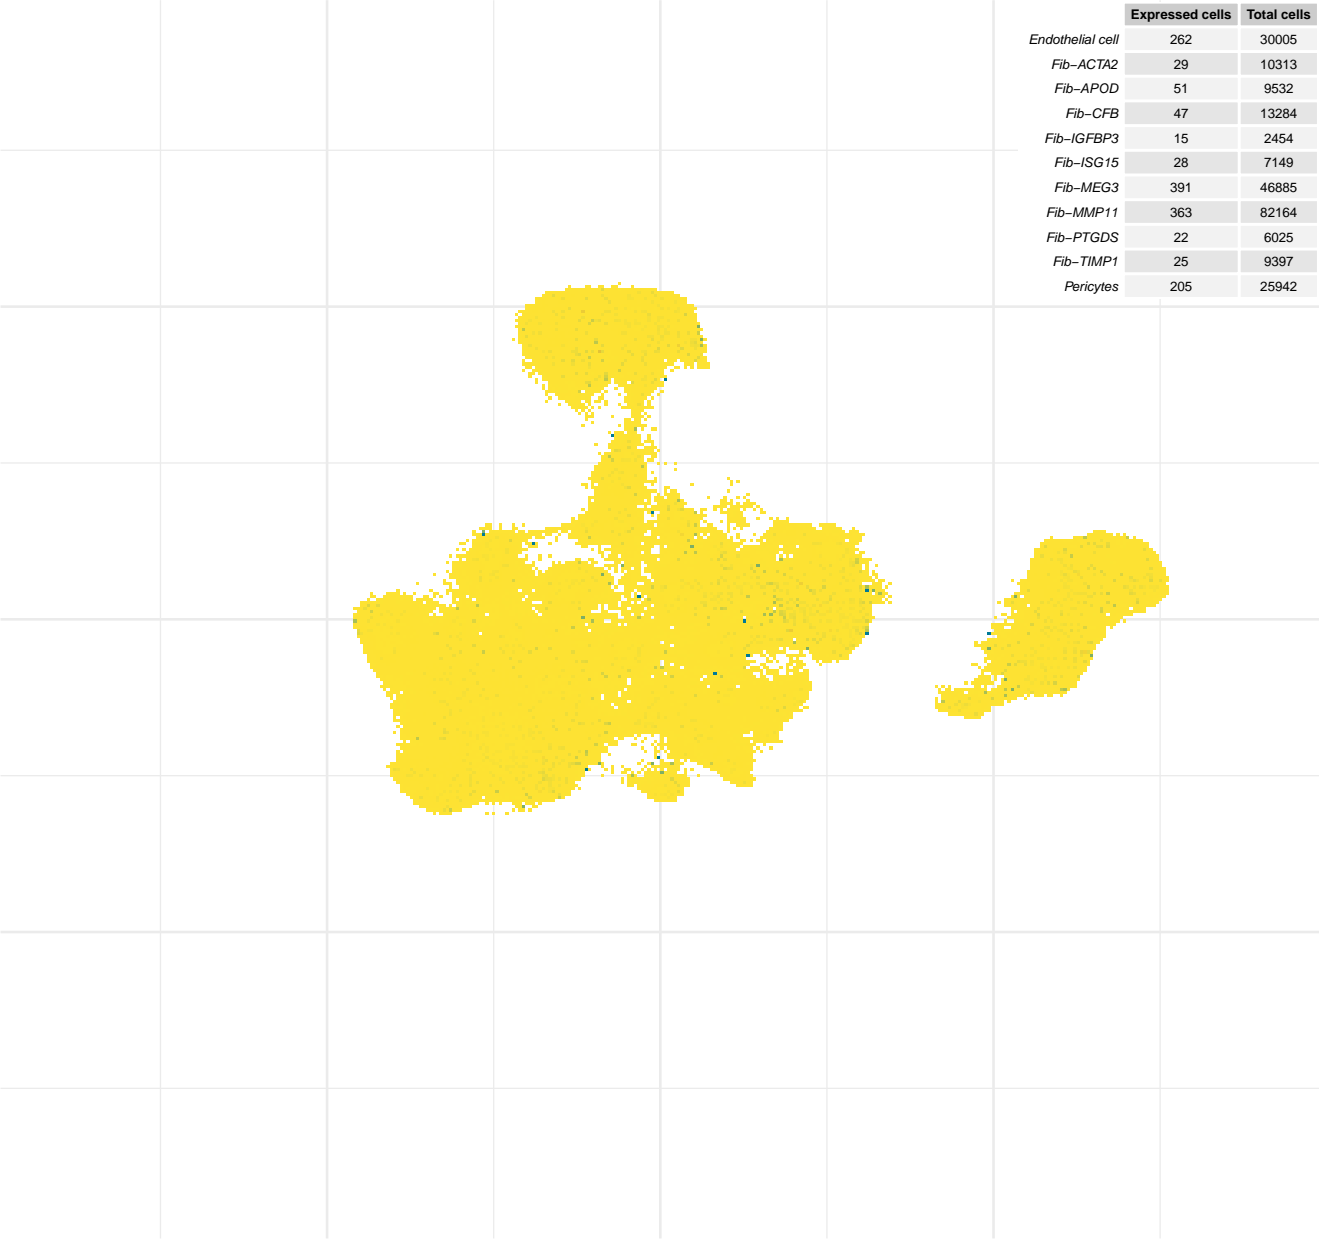 Expressed cells Total cells
Endothelial cell 262 30005
Fib−ACTA2 29 10313
Fib−APOD 51 9532
Fib−CFB 47 13284
Fib−IGFBP3 15 2454
Fib−ISG15 28 7149
Fib−MEG3 391 46885
Fib−MMP11 363 82164
Fib−PTGDS 22 6025
Fib−TIMP1 25 9397
Pericytes 205 25942